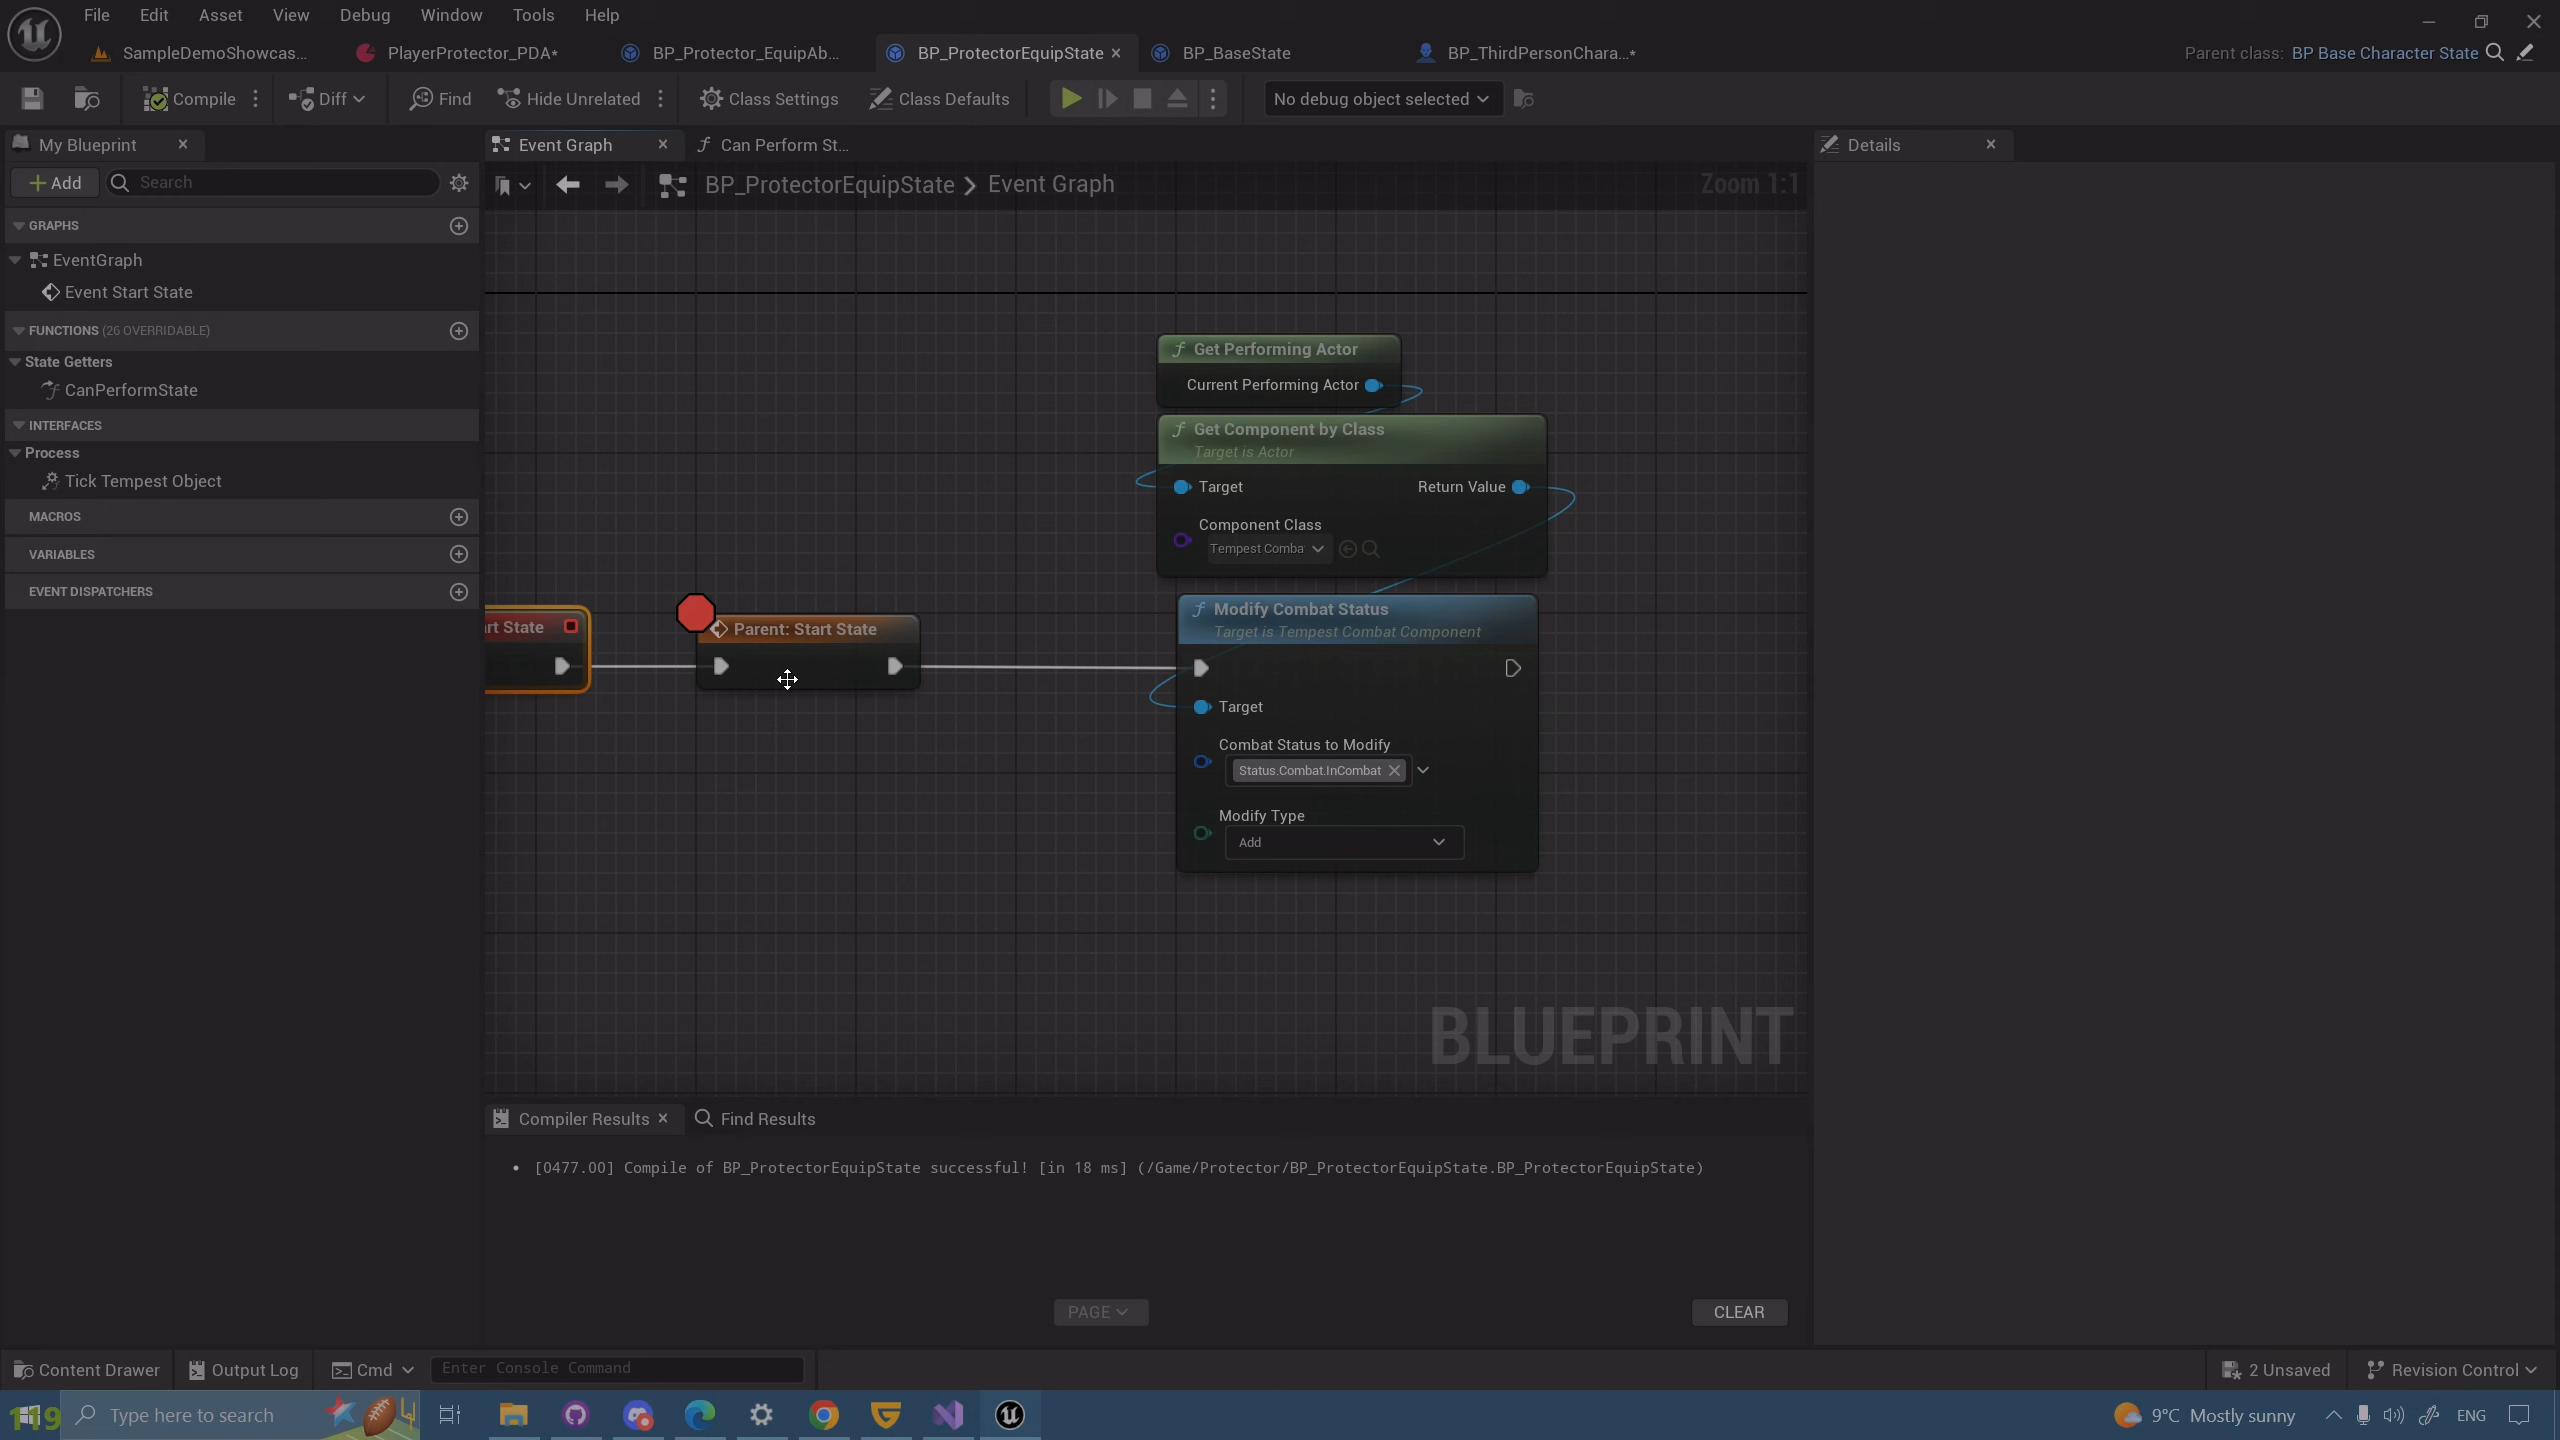 File Edit Asset View Debug Window Tools Help
SampleDemoShowcas... PlayerProtector_PDA* BP_Protector_EquipAb... BP_ProtectorEquipState BP_BaseState BP_ThirdPersonChara...* Parent class: BP Base Character State
Compile Diff Find Hide Unrelated Class Settings Class Defaults No debug object selected
My Blueprint Event Graph Can Perform St... Details
Add Search BP_ProtectorEquipState Event Graph Zoom 1:1
GRAPHS
EventGraph
Event Start State
FUNCTIONS (26 OVERRIDABLE)
State Getters
CanPerformState
INTERFACES
Process
Tick Tempest Object
MACROS
VARIABLES
EVENT DISPATCHERS
Get Performing Actor
Current Performing Actor
Get Component by Class
Target is Actor
Target Return Value
Component Class
Tempest Comba
rt State
Parent: Start State
Modify Combat Status
Target is Tempest Combat Component
Target
Combat Status to Modify
Status.Combat.InCombat
Modify Type
Add
BLUEPRINT
Compiler Results Find Results
[0477.00] Compile of BP_ProtectorEquipState successful! [in 18 ms] (/Game/Protector/BP_ProtectorEquipState.BP_ProtectorEquipState)
PAGE CLEAR
Content Drawer Output Log Cmd Enter Console Command 2 Unsaved Revision Control
119 Type here to search 9°C Mostly sunny ENG